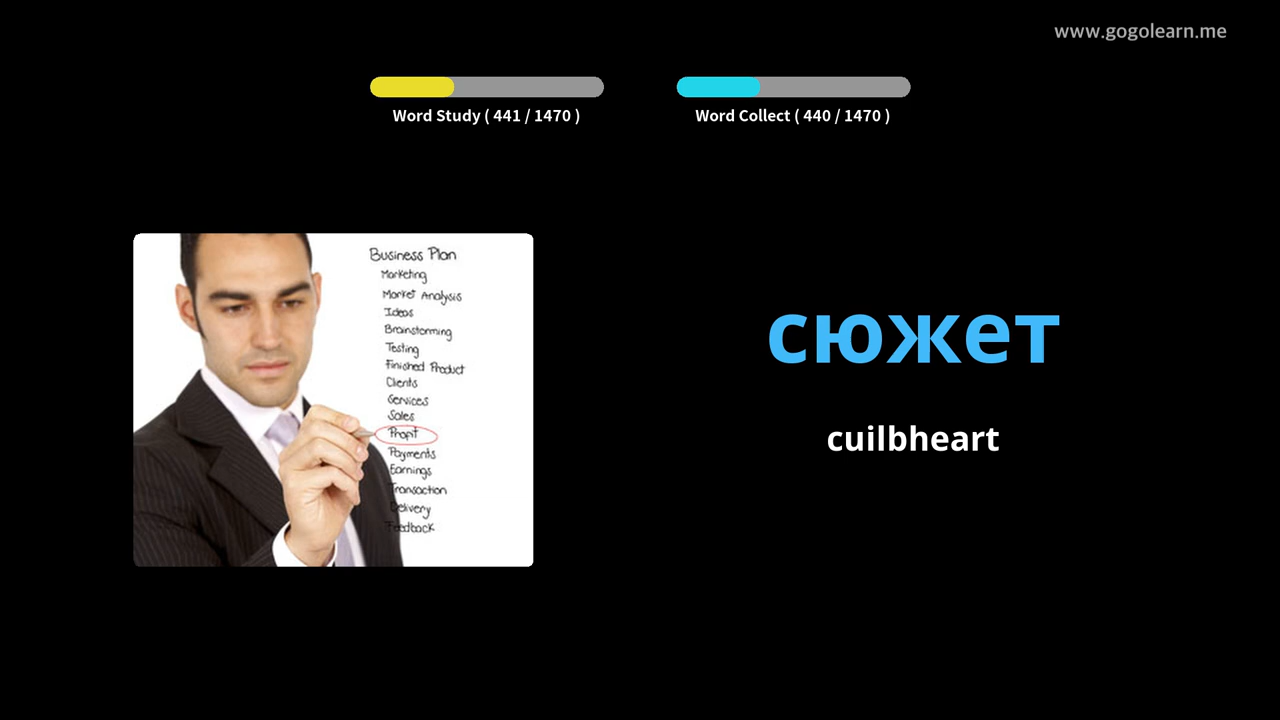 www.gogolearn.me
Word Study ( 441 / 1470 )
Word Collect ( 440 / 1470 )
Business Plan
Marketing
Market Analysis
Ideas
Brainstorming
Testing
Finished Product
Clients
Services
Sales
Profit
Payments
Earnings
Transaction
Delivery
Feedback
сюжет
cuilbheart